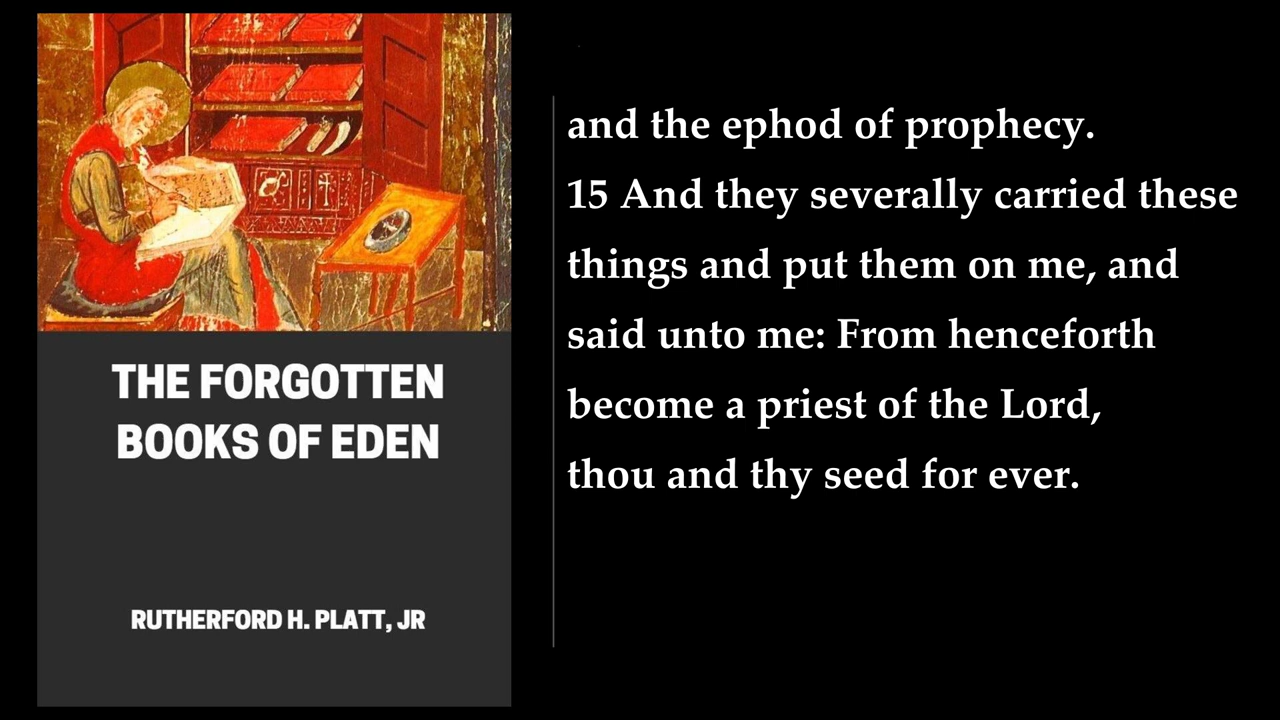 THE FORGOTTEN
BOOKS OF EDEN
RUTHERFORD H. PLATT, JR
and the ephod of prophecy.
15 And they severally carried these
things and put them on me, and
said unto me: From henceforth
become a priest of the Lord,
thou and thy seed for ever.